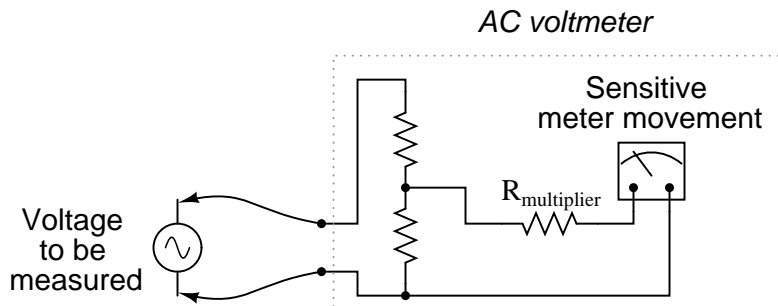 AC voltmeter
Sensitive
meter movement
Rmultiplier
Voltage
to be
measured